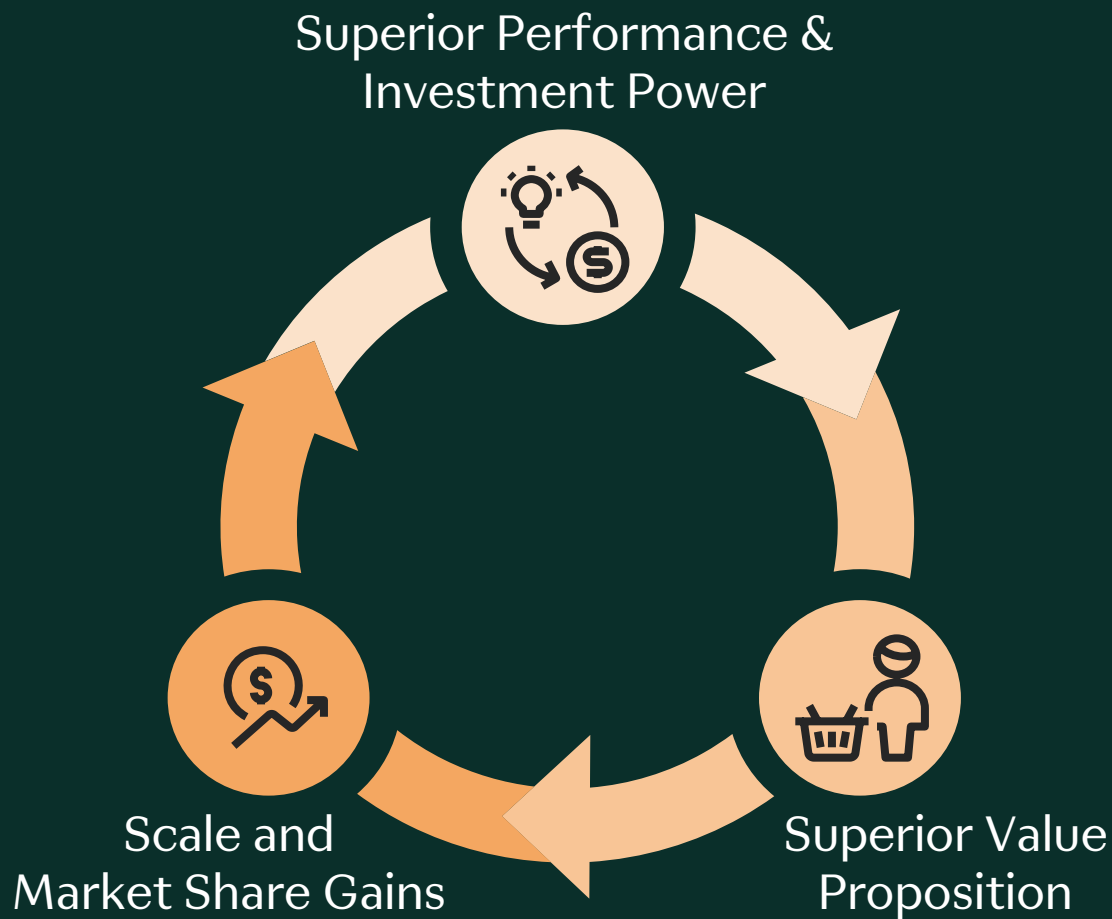 Superior Performance &
Investment Power
$
$
Scale and
Market Share Gains
Superior Value
Proposition